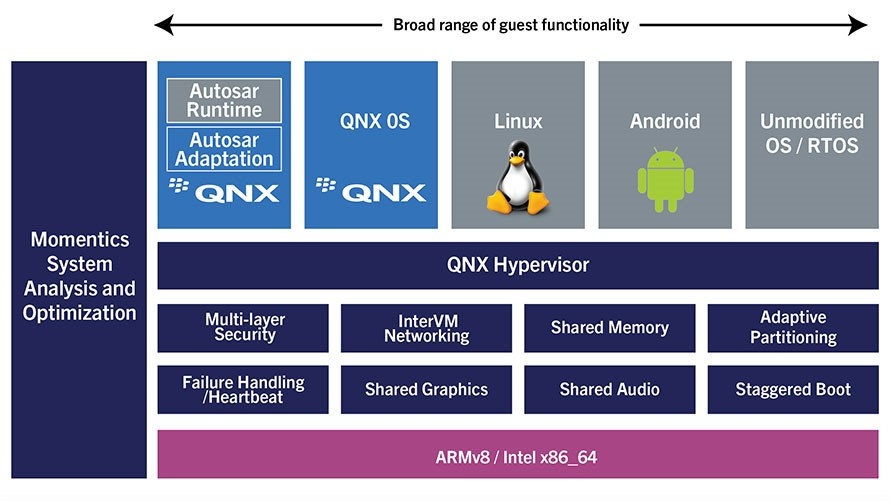 Broad range of guest functionality
Momentics
System
Analysis and
Optimization
Autosar
Runtime
Autosar
Adaptation
QNX
QNX 0S
QNX
Linux
Android
Unmodified
OS / RTOS
QNX Hypervisor
Multi-layer
Security
InterVM
Networking
Shared Memory
Adaptive
Partitioning
Failure Handling
/Heartbeat
Shared Graphics
Shared Audio
Staggered Boot
ARMv8 / Intel x86_64